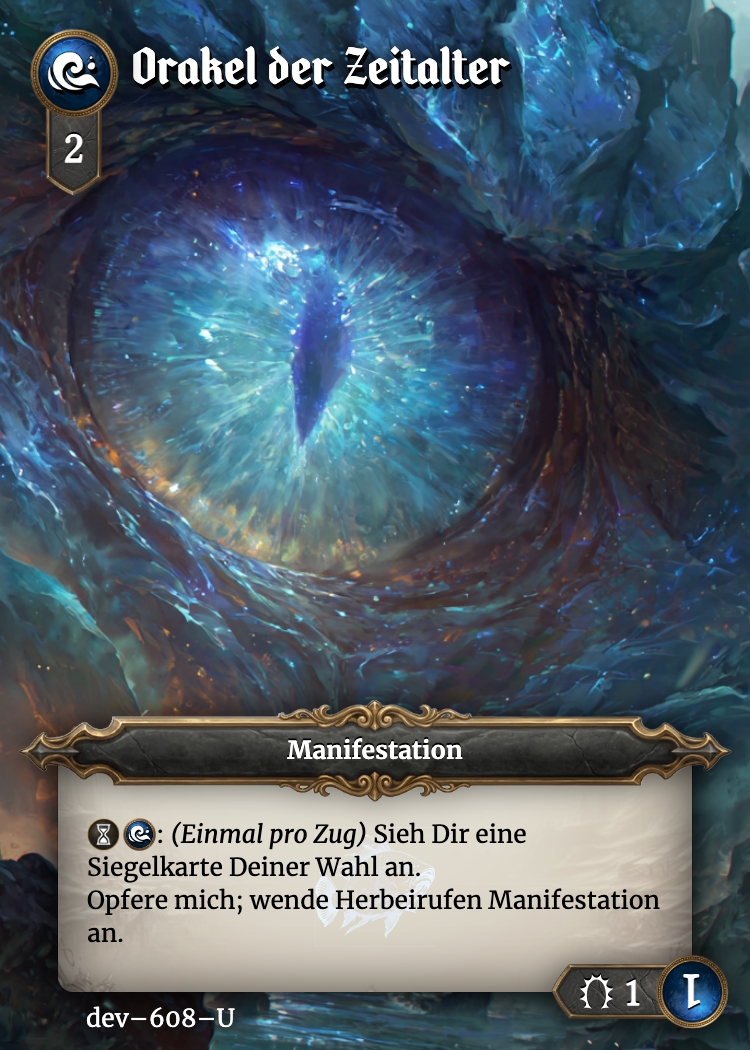 Orakel der Zeitalter
2
Manifestation
: (Einmal pro Zug) Sieh Dir eine
Siegelkarte Deiner Wahl an.
Opfere mich; wende Herbeirufen Manifestation
an.
1 1
dev–608–U